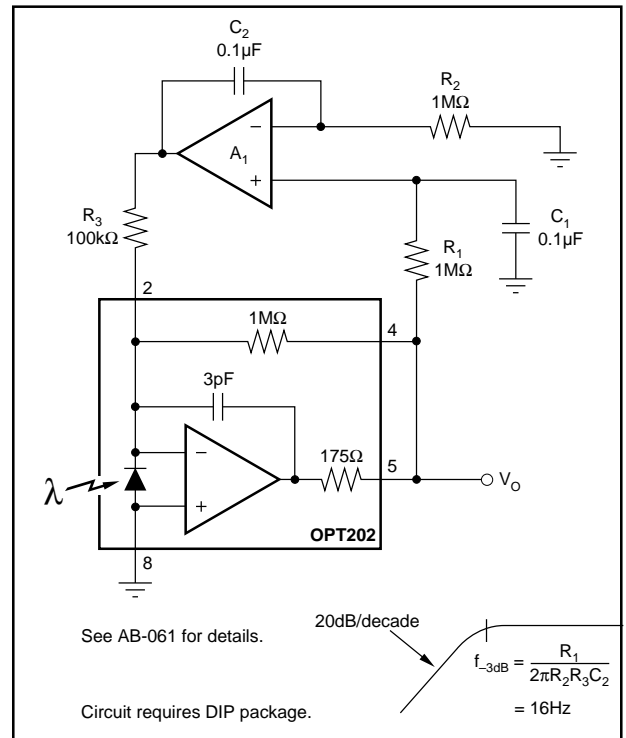 C2
0.1µF
R2
1MΩ
–
A1
+
R3
100kΩ
C1
0.1µF
R1
1MΩ
2
1MΩ
4
3pF
175Ω
–
5
VO
λ
+
OPT202
8
See AB-061 for details.
20dB/decade
f–3dB = R1 / 2πR2R3C2
= 16Hz
Circuit requires DIP package.